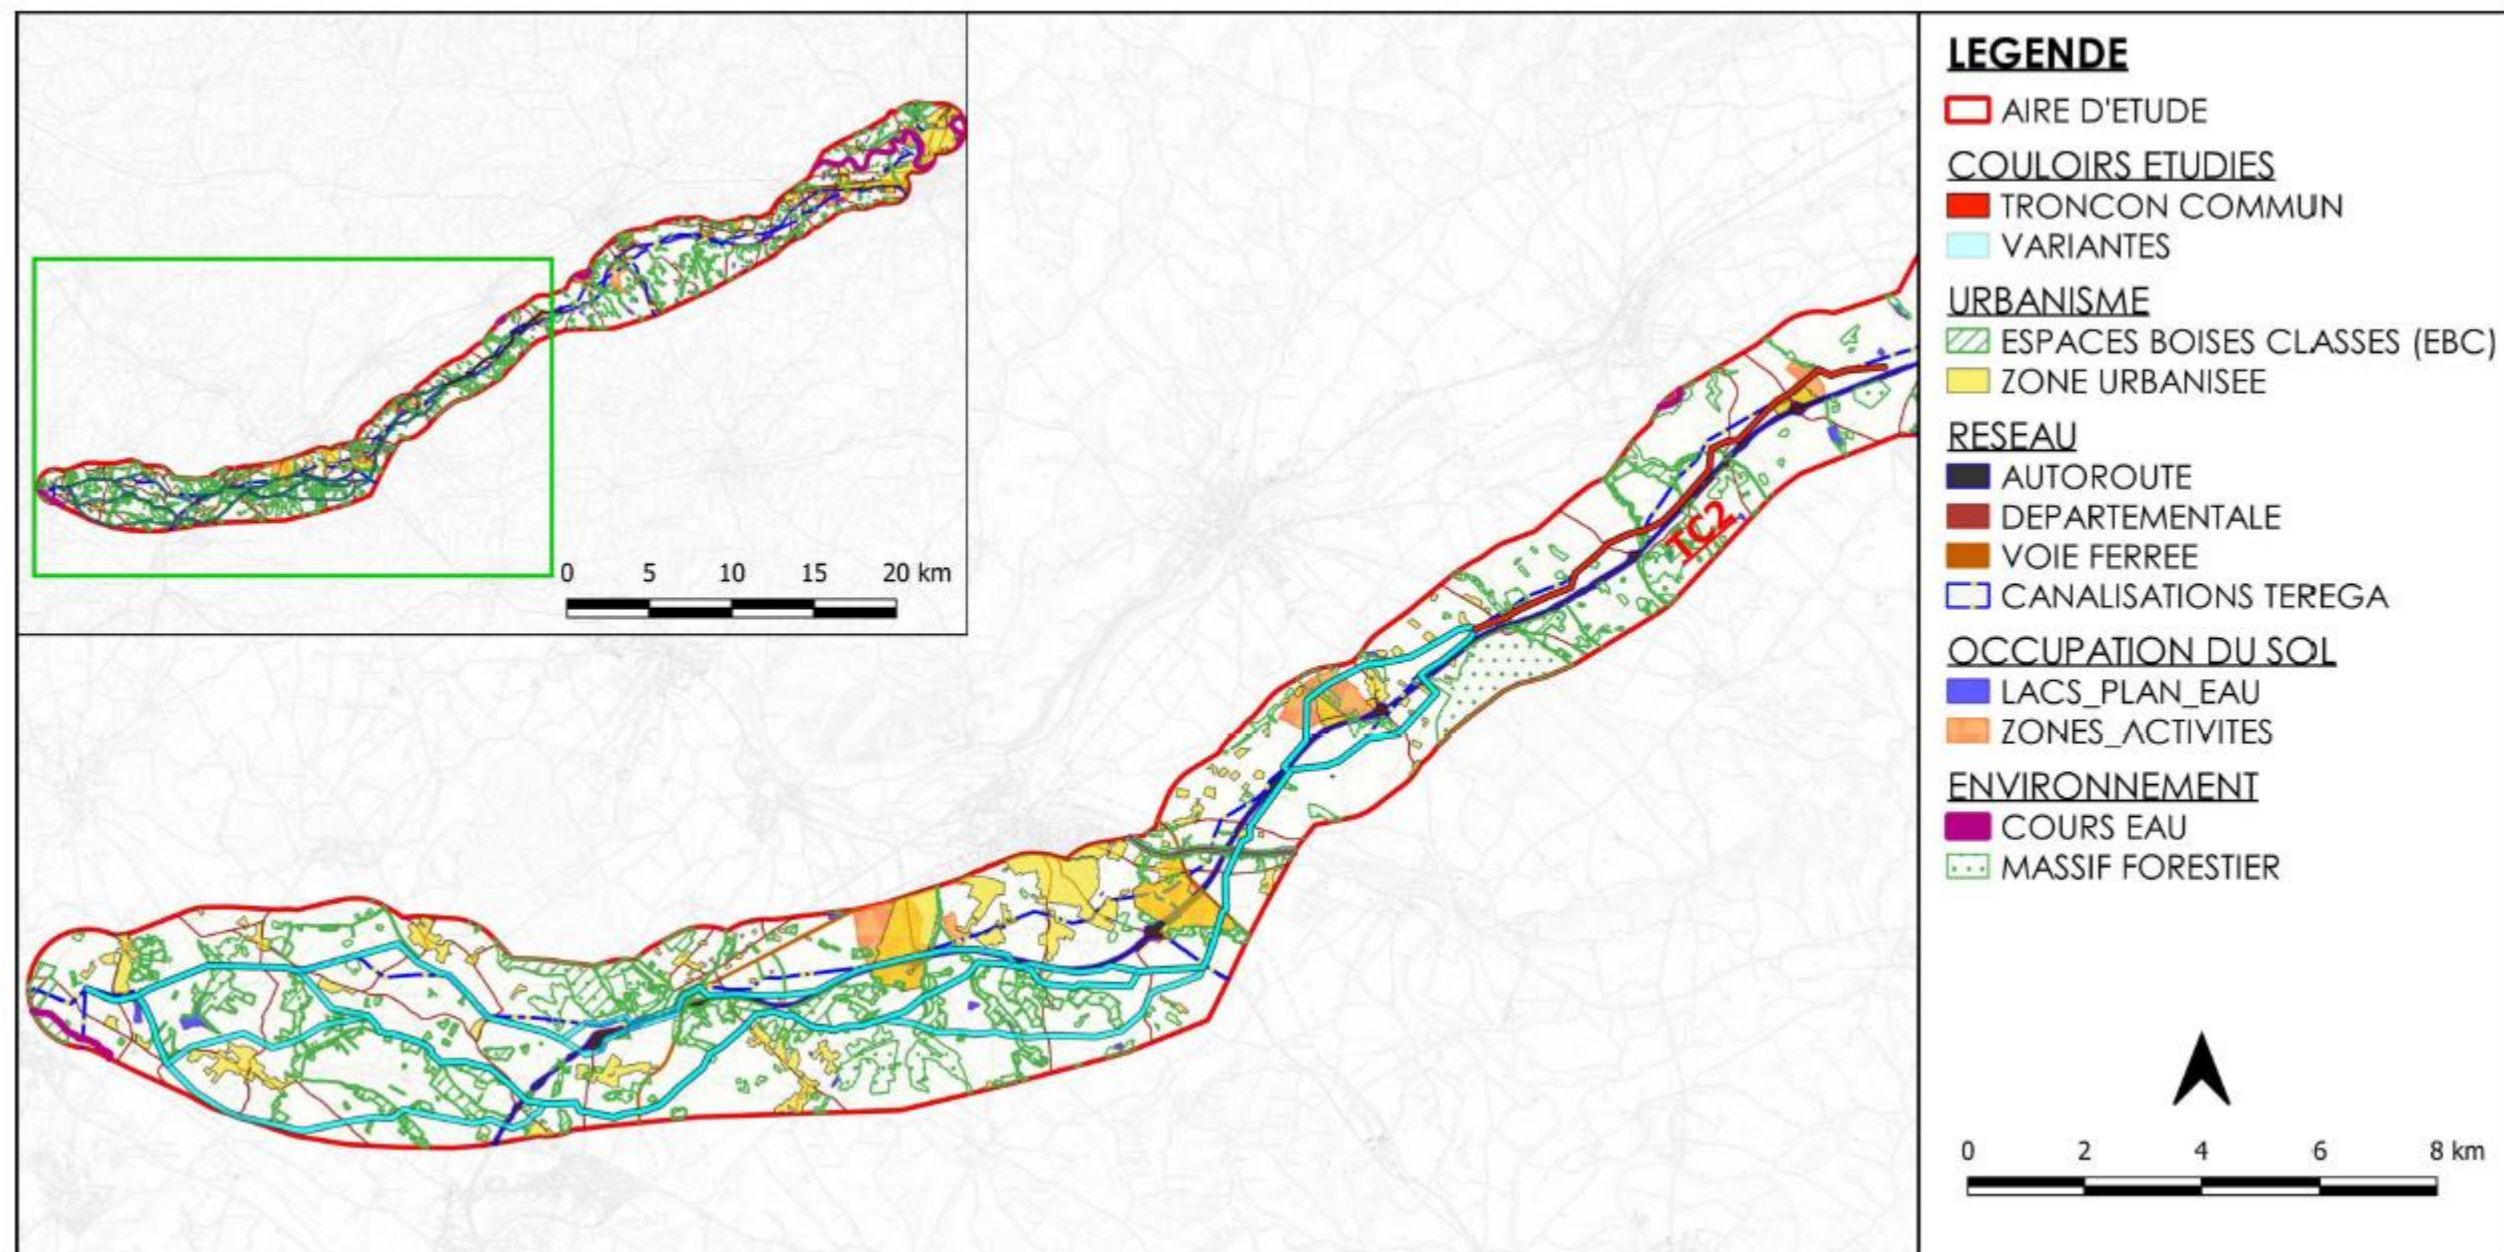 0 5 10 15 20 km
TC2
LEGENDE
AIRE D'ETUDE
COULOIRS ETUDIES
TRONCON COMMUN
VARIANTES
URBANISME
ESPACES BOISES CLASSES (EBC)
ZONE URBANISEE
RESEAU
AUTOROUTE
DEPARTEMENTALE
VOIE FERREE
CANALISATIONS TEREGA
OCCUPATION DU SOL
LACS_PLAN_EAU
ZONES_ACTIVITES
ENVIRONNEMENT
COURS EAU
MASSIF FORESTIER
0 2 4 6 8 km